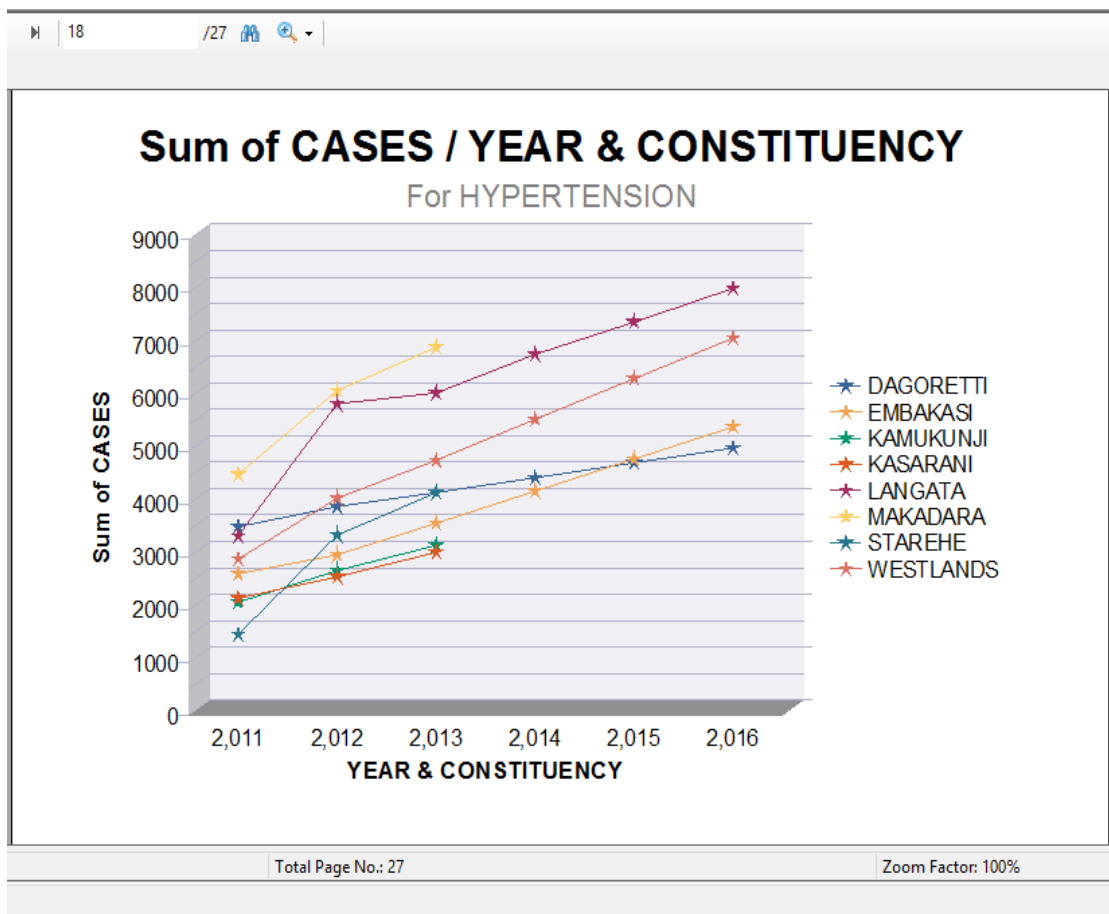 18 /27
Sum of CASES / YEAR & CONSTITUENCY
For HYPERTENSION
9000
8000
7000
6000
5000
4000
3000
2000
1000
0
Sum of CASES
2,011 2,012 2,013 2,014 2,015 2,016
YEAR & CONSTITUENCY
DAGORETTI
EMBAKASI
KAMUKUNJI
KASARANI
LANGATA
MAKADARA
STAREHE
WESTLANDS
Total Page No.: 27 Zoom Factor: 100%